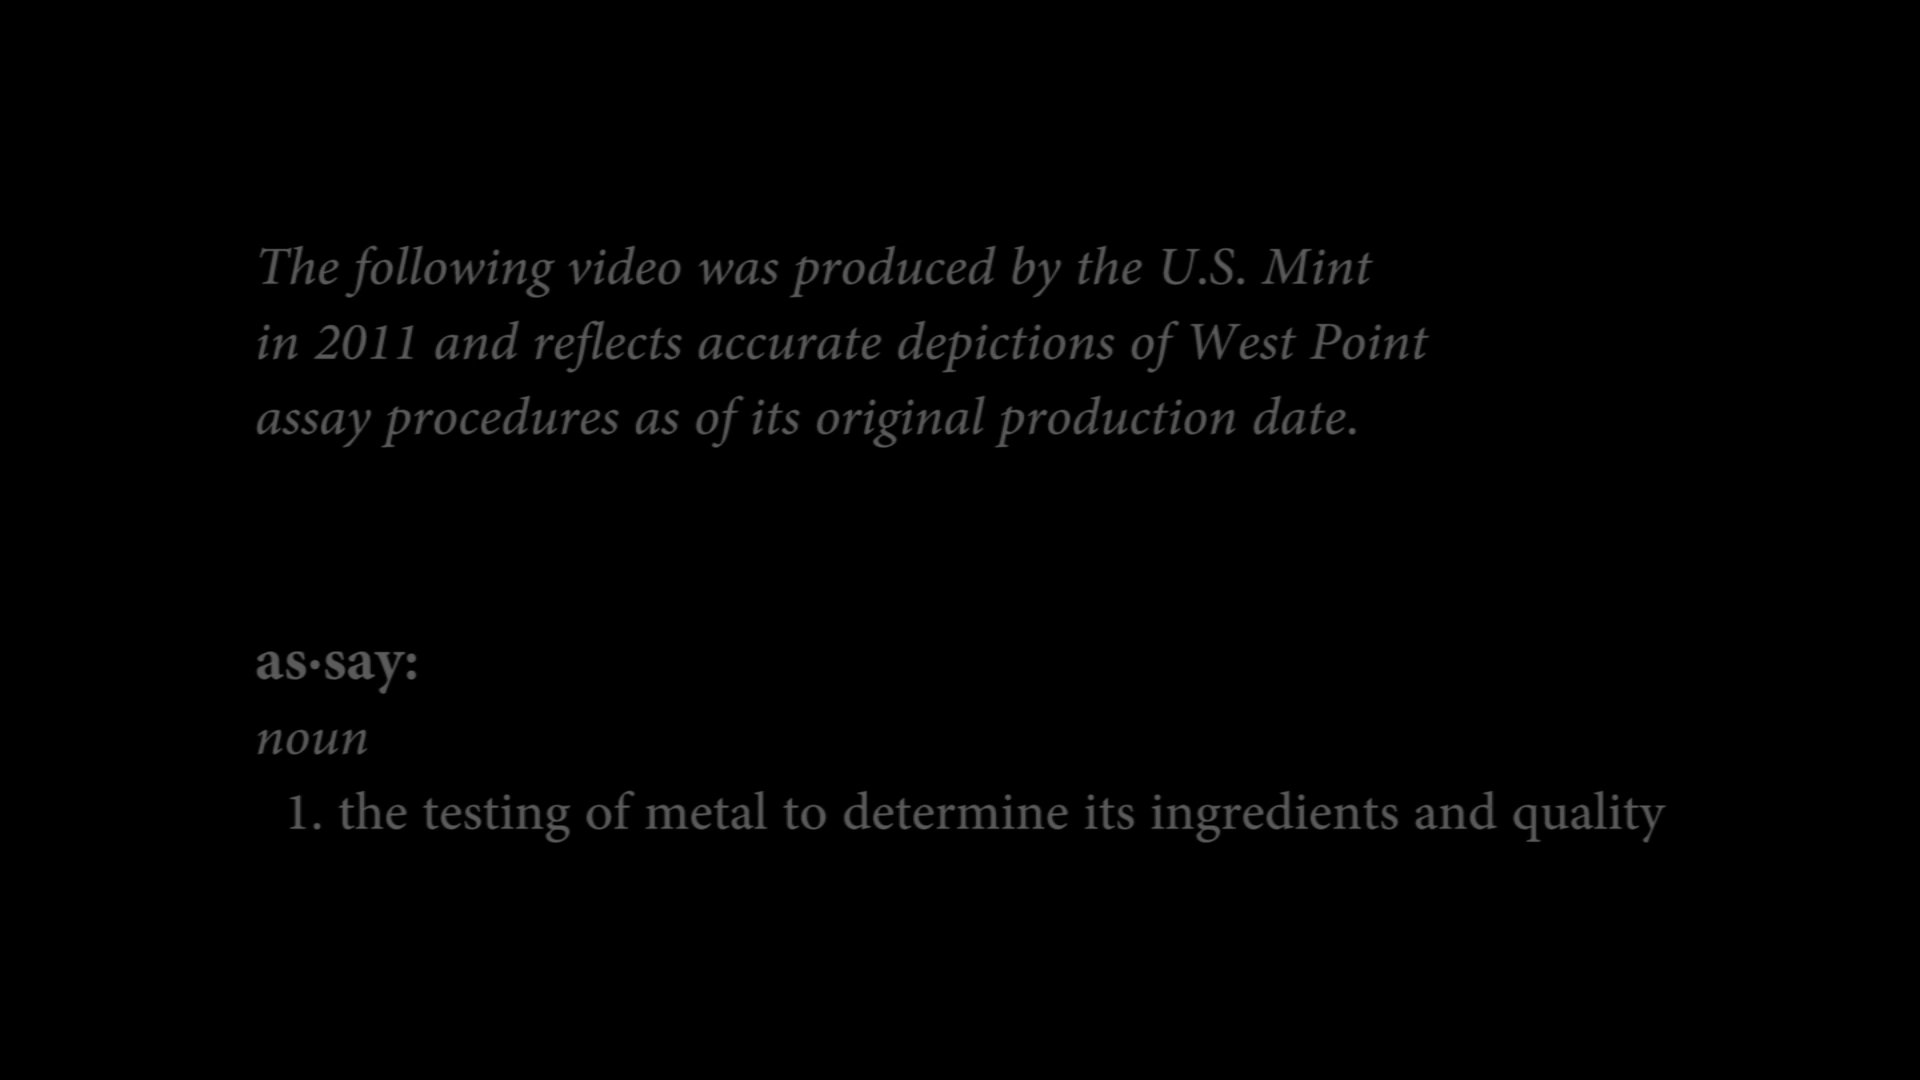 The following video was produced by the U.S. Mint
in 2011 and reflects accurate depictions of West Point
assay procedures as of its original production date.
as·say:
noun
1. the testing of metal to determine its ingredients and quality